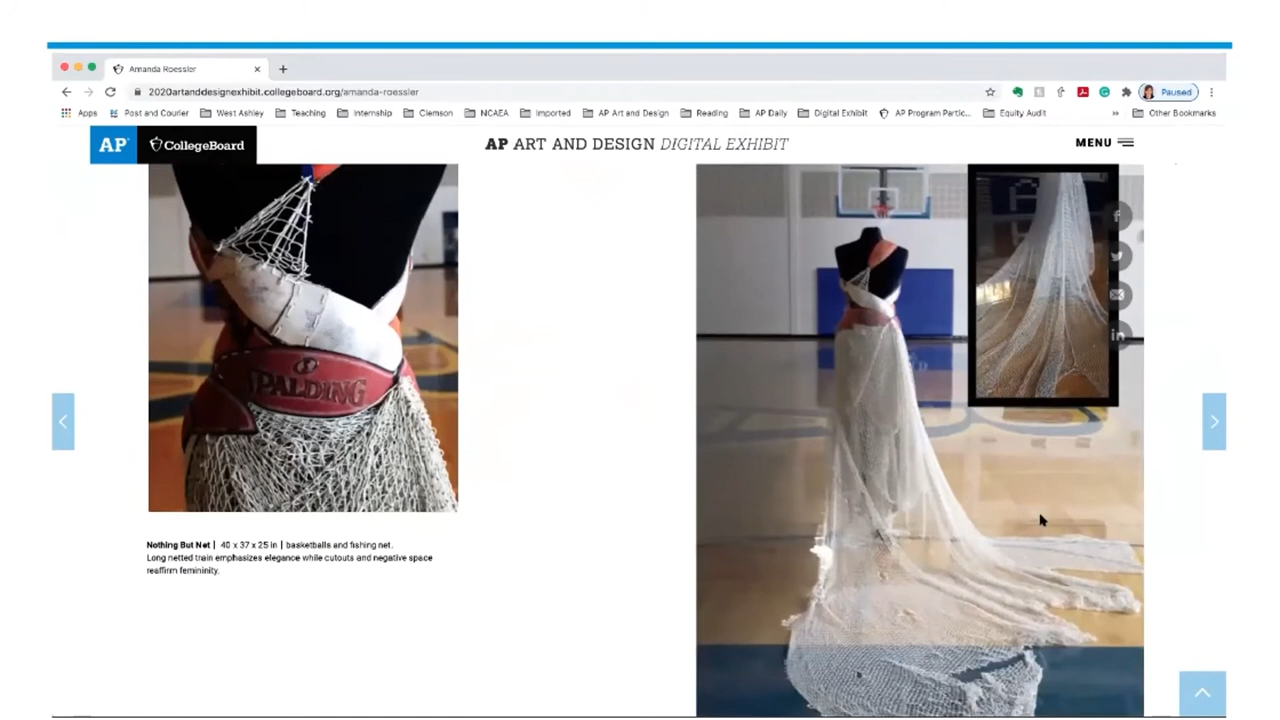 Amanda Roessler
2020artanddesignexhibit.collegeboard.org/amanda-roessler
Paused
Apps Post and Courier West Ashley Teaching Internship Clemson NCAEA Imported AP Art and Design Reading AP Daily Digital Exhibit AP Program Partic... Equity Audit » Other Bookmarks
AP CollegeBoard AP ART AND DESIGN DIGITAL EXHIBIT MENU
SPALDING
Nothing But Net | 40 x 37 x 25 in | basketballs and fishing net.
Long netted train emphasizes elegance while cutouts and negative space
reaffirm femininity.